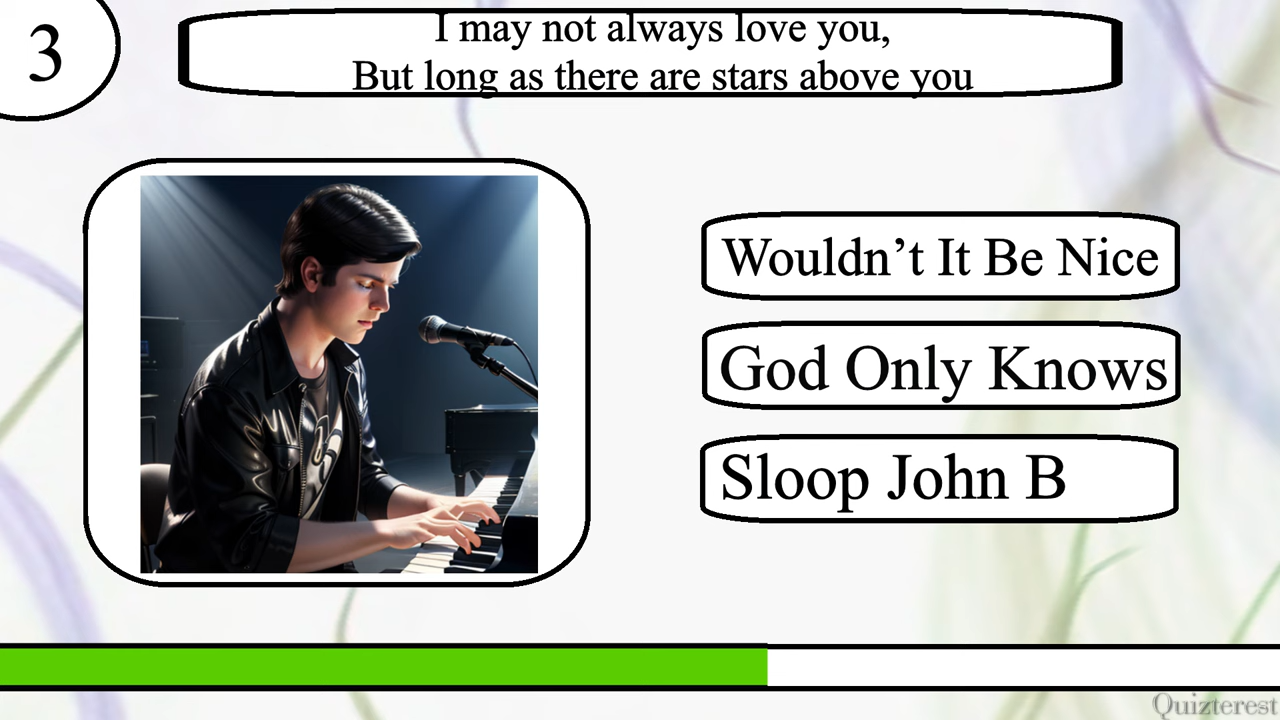 3
I may not always love you,
But long as there are stars above you
Wouldn’t It Be Nice
God Only Knows
Sloop John B
Quizterest